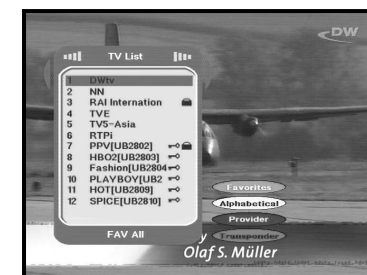 DW
TV List
1 DWtv
2 NN
3 RAI Internation
4 TVE
5 TV5-Asia
6 RTPi
7 PPV[UB2802]
8 HBO2[UB2803]
9 Fashion[UB2804
10 PLAYBOY[UB2
11 HOT[UB2809]
12 SPICE[UB2810]
Favorites
Alphabetical
Provider
Transponder
FAV All
y
Olaf S. Müller